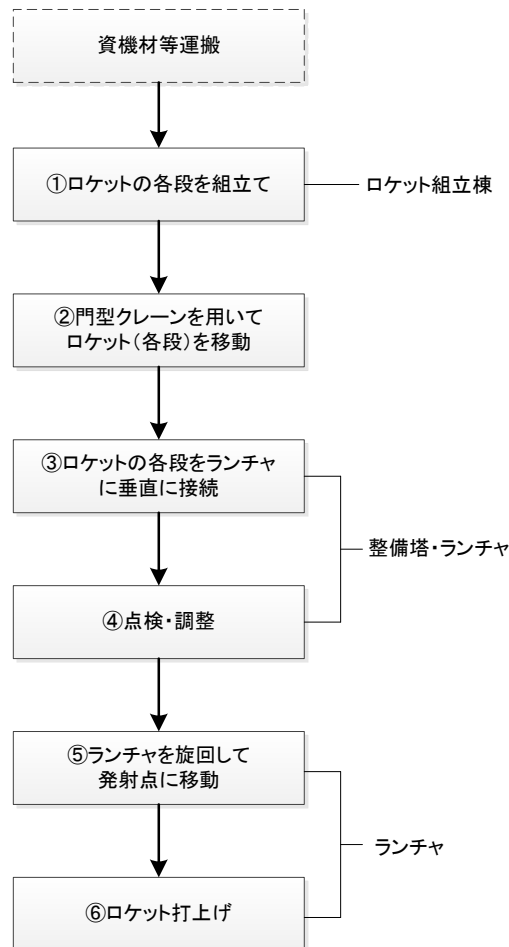 資機材等運搬
①ロケットの各段を組立て
ロケット組立棟
②門型クレーンを用いて
ロケット（各段）を移動
③ロケットの各段をランチャ
に垂直に接続
整備塔・ランチャ
④点検・調整
⑤ランチャを旋回して
発射点に移動
ランチャ
⑥ロケット打上げ